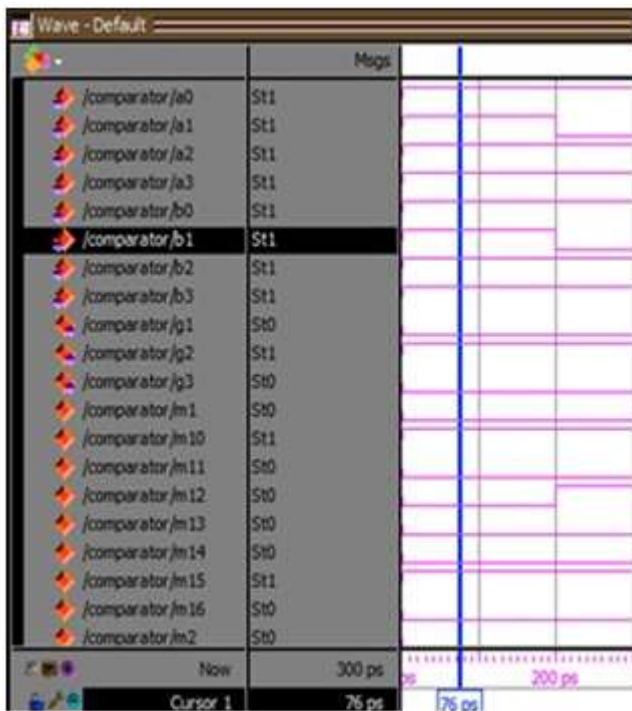 Wave - Default
Msgs
/comparator/a0 St1
/comparator/a1 St1
/comparator/a2 St1
/comparator/a3 St1
/comparator/b0 St1
/comparator/b1 St1
/comparator/b2 St1
/comparator/b3 St1
/comparator/g1 St0
/comparator/g2 St1
/comparator/g3 St0
/comparator/m1 St0
/comparator/m10 St1
/comparator/m11 St0
/comparator/m12 St0
/comparator/m13 St0
/comparator/m14 St0
/comparator/m15 St1
/comparator/m16 St0
/comparator/m2 St0
Now 300 ps ps 200 ps
Cursor 1 76 ps 76 ps